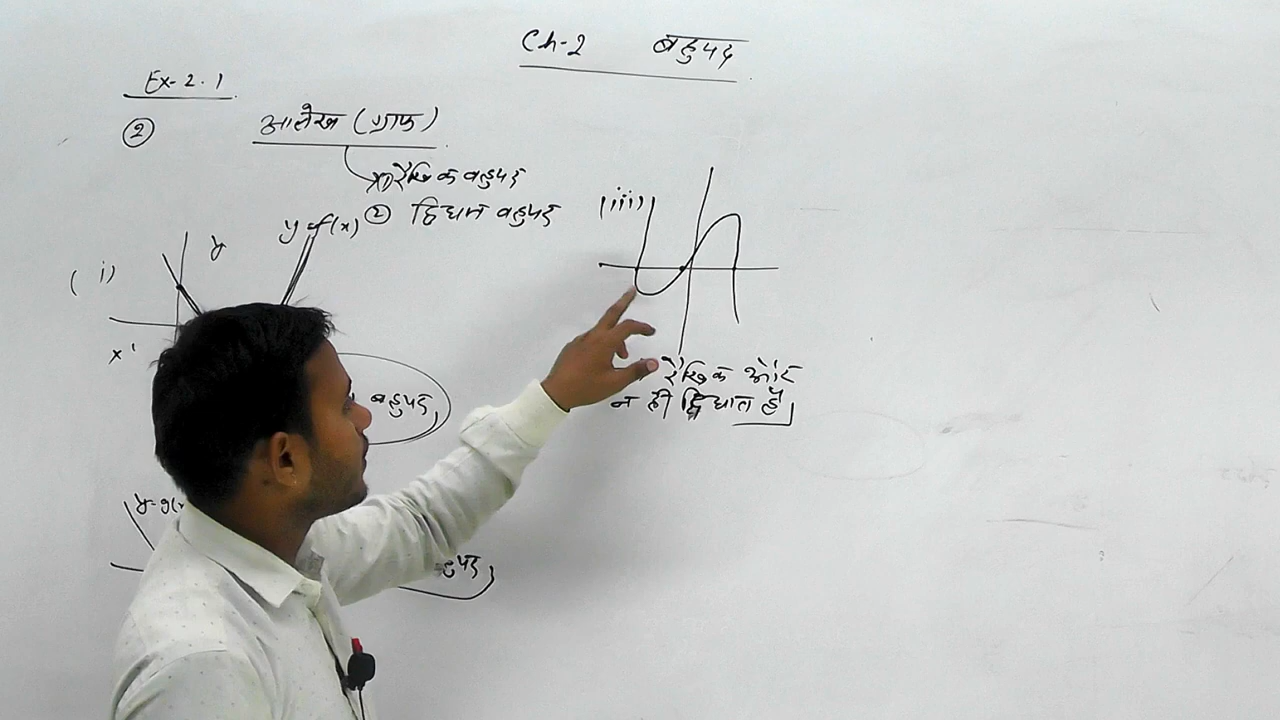 Ch-2 बहुपद
Ex-2.1
②
आलेख (ग्राफ)
① रैखिक बहुपद
② द्विघात बहुपद
y=f(x)
(i)
y
x'
बहुपद
(iii)
रैखिक और
न ही द्विघात है